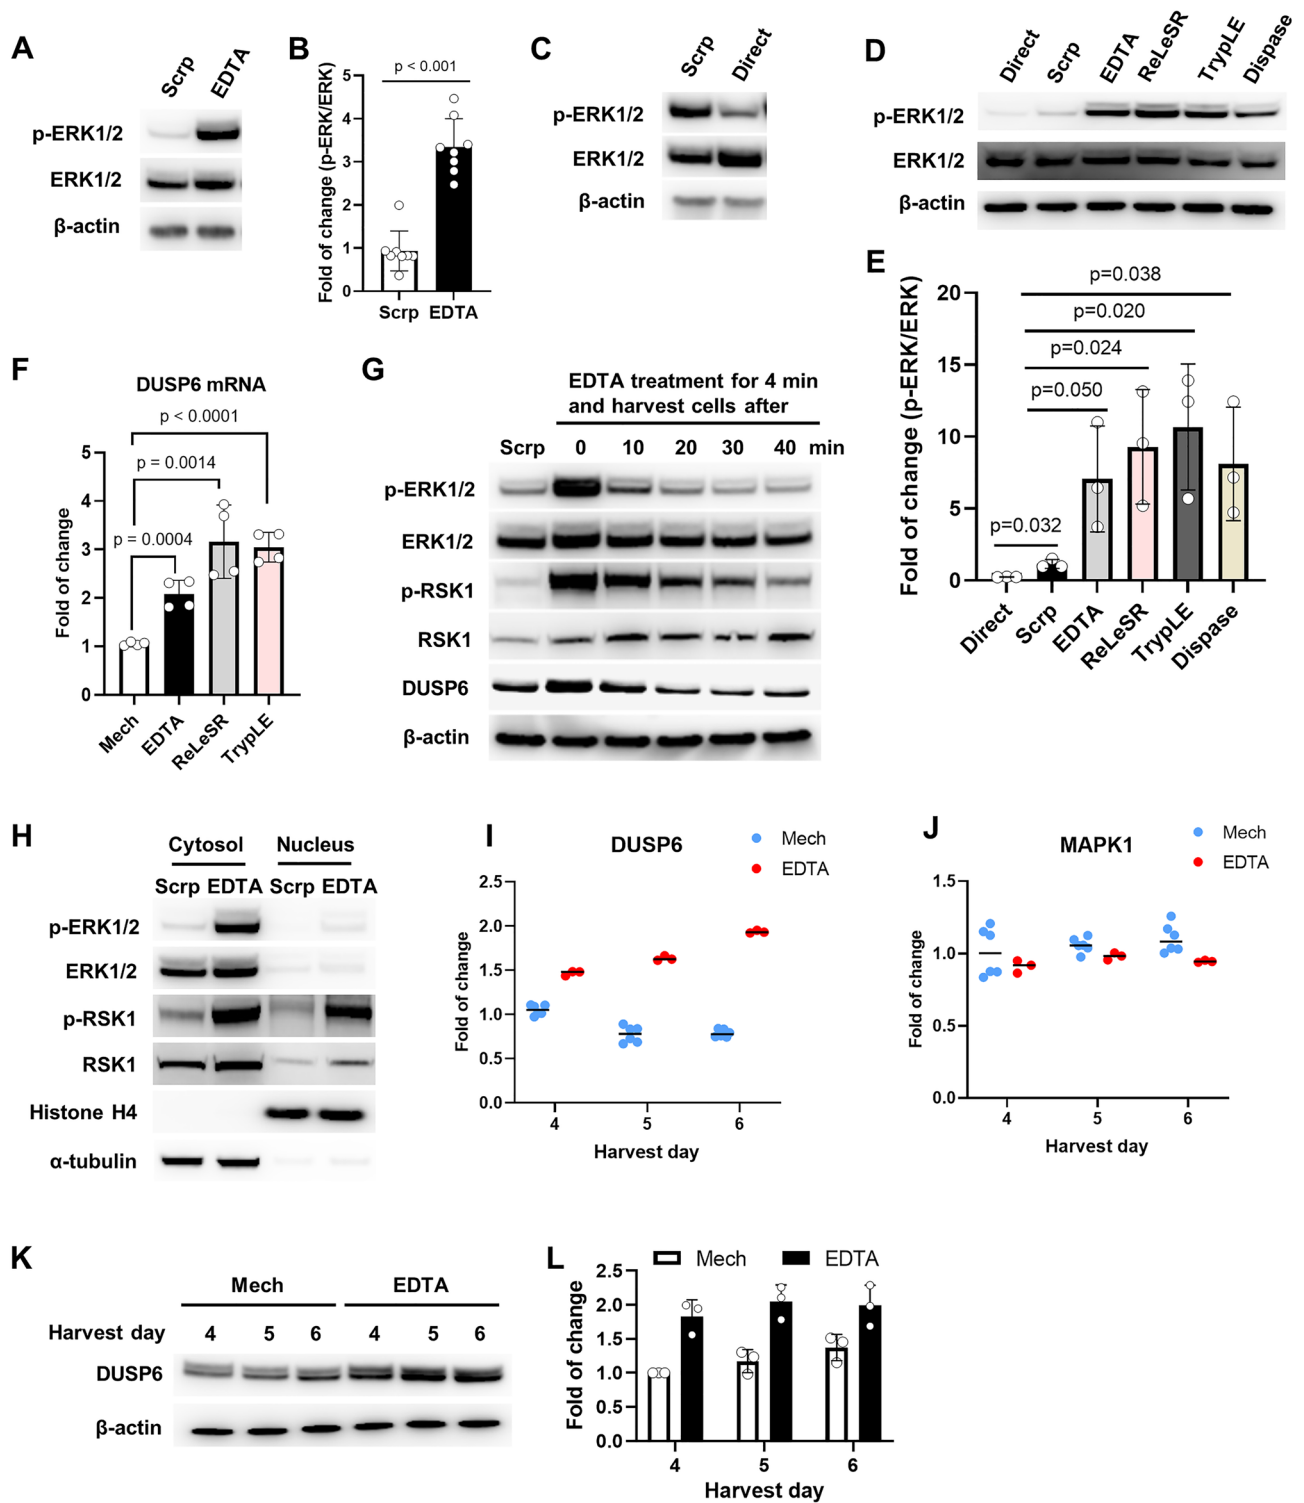 A
Scrp
EDTA
p-ERK1/2
ERK1/2
β-actin
B
p < 0.001
Fold of change (p-ERK/ERK)
5
4
3
2
1
0
Scrp EDTA
C
Scrp
Direct
p-ERK1/2
ERK1/2
β-actin
D
Direct
Scrp
EDTA
ReLeSR
TrypLE
Dispase
p-ERK1/2
ERK1/2
β-actin
E
Fold of change (p-ERK/ERK)
p=0.038
p=0.020
p=0.024
p=0.050
p=0.032
20
15
10
5
0
Direct
Scrp
EDTA
ReLeSR
TrypLE
Dispase
F
DUSP6 mRNA
p < 0.0001
p = 0.0014
p = 0.0004
Fold of change
5
4
3
2
1
0
Mech
EDTA
ReLeSR
TrypLE
G
EDTA treatment for 4 min
and harvest cells after
Scrp 0 10 20 30 40 min
p-ERK1/2
ERK1/2
p-RSK1
RSK1
DUSP6
β-actin
H
Cytosol Nucleus
Scrp EDTA Scrp EDTA
p-ERK1/2
ERK1/2
p-RSK1
RSK1
Histone H4
α-tubulin
I
DUSP6
Mech
EDTA
Fold of change
2.5
2.0
1.5
1.0
0.5
0.0
4 5 6
Harvest day
J
MAPK1
Mech
EDTA
Fold of change
1.5
1.0
0.5
0.0
4 5 6
Harvest day
K
Mech EDTA
Harvest day 4 5 6 4 5 6
DUSP6
β-actin
L
Mech EDTA
Fold of change
2.5
2.0
1.5
1.0
0.5
0.0
4 5 6
Harvest day